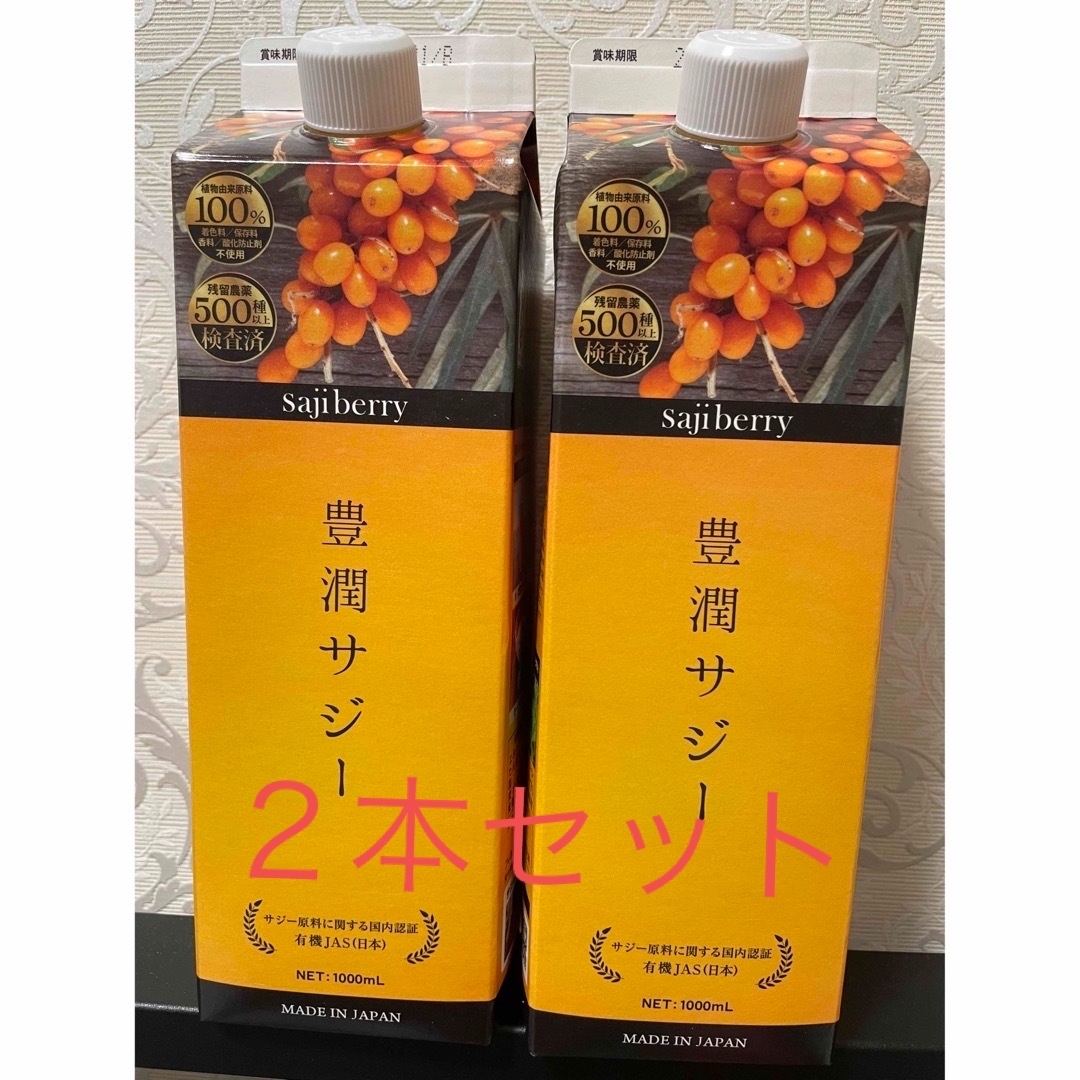 賞味期限
植物由来原料
100%
着色料/保存料
香料/酸化防止剤
不使用
残留農薬
500種以上
検査済
sajiberry
豊潤サジー
サジー原料に関する国内認証
有機JAS(日本)
NET:1000mL
MADE IN JAPAN
賞味期限
植物由来原料
100%
着色料/保存料
香料/酸化防止剤
不使用
残留農薬
500種以上
検査済
sajiberry
豊潤サジー
サジー原料に関する国内認証
有機JAS(日本)
NET:1000mL
MADE IN JAPAN
2本セット